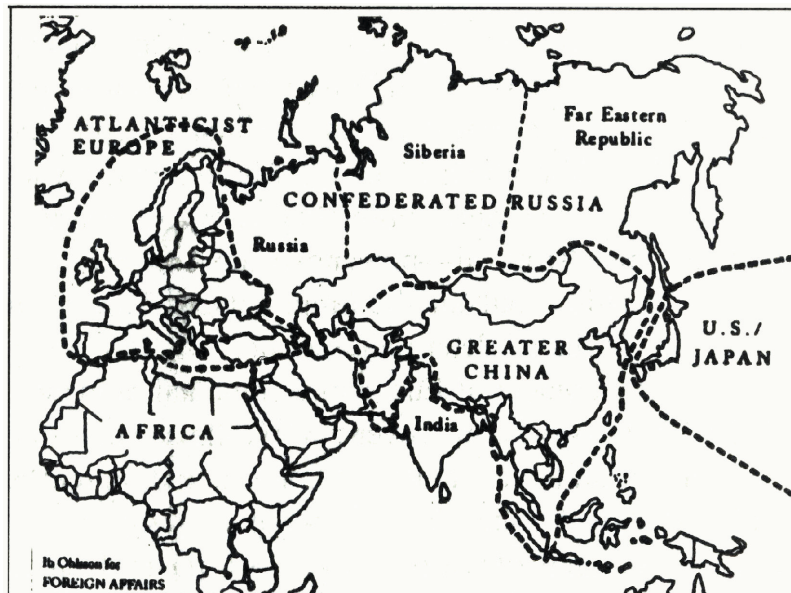 ATLANTICIST
EUROPE
Siberia
Far Eastern
Republic
CONFEDERATED RUSSIA
Russia
GREATER
CHINA
U.S./
JAPAN
India
AFRICA
Ib Ohlsson for
FOREIGN AFFAIRS